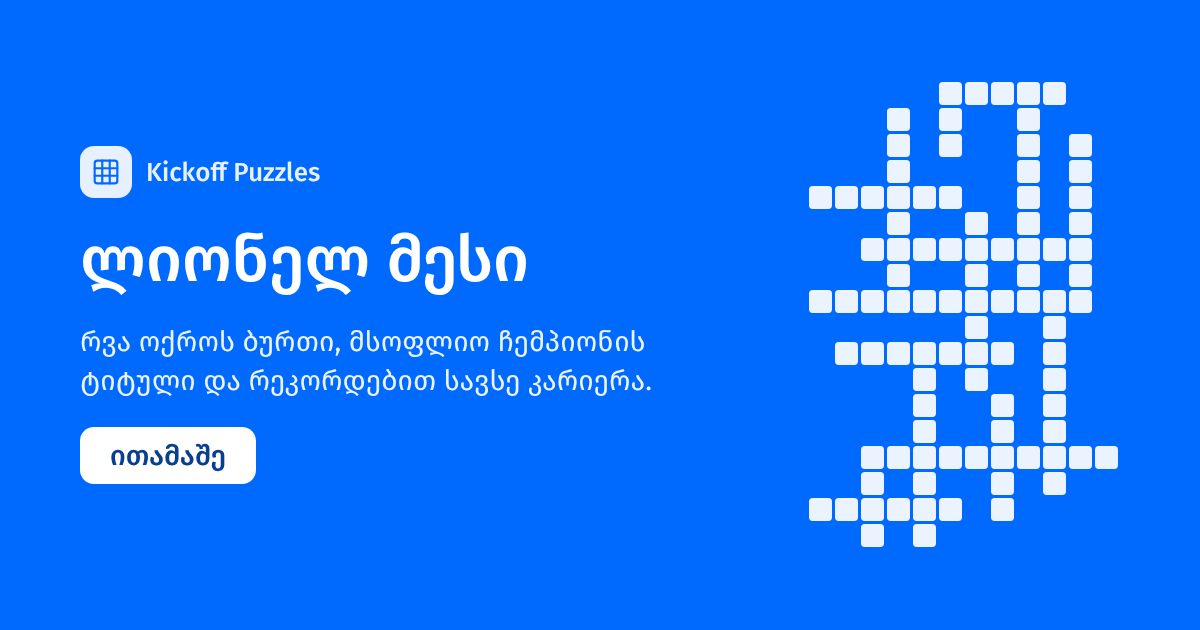 Kickoff Puzzles
ლიონელ მესი
რვა ოქროს ბურთი, მსოფლიო ჩემპიონის
ტიტული და რეკორდებით სავსე კარიერა.
ითამაშე